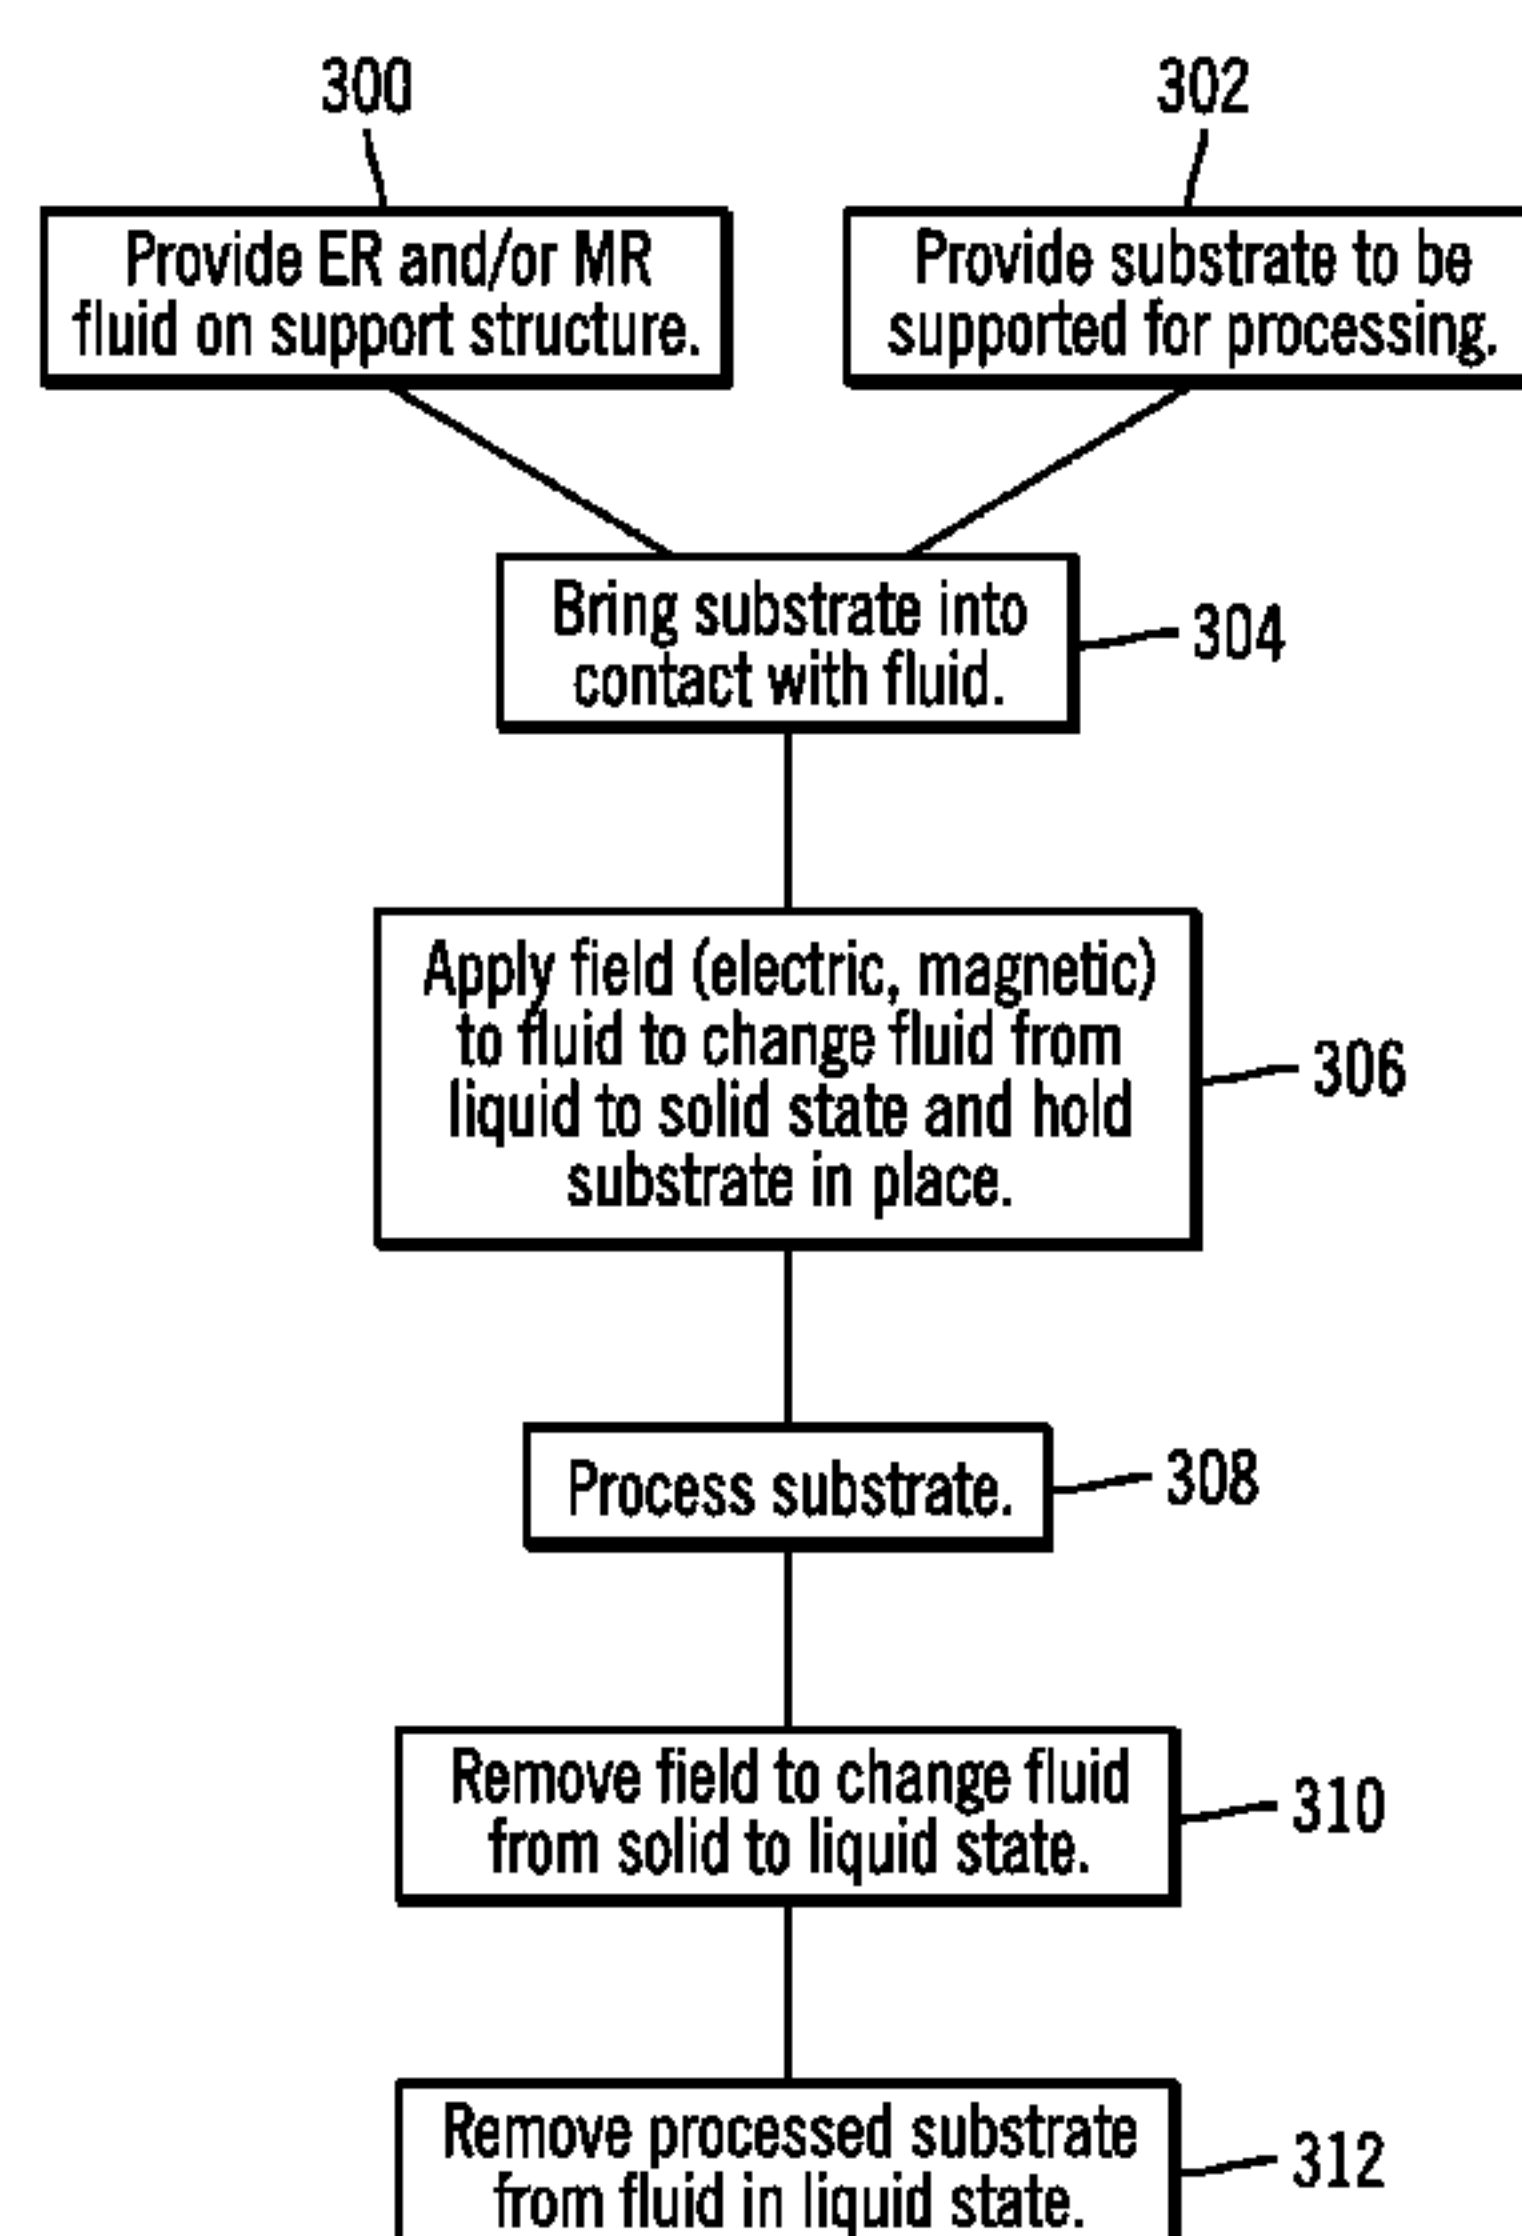 300
302
Provide ER and/or MR
fluid on support structure.
Provide substrate to be
supported for processing.
Bring substrate into
contact with fluid.
304
Apply field (electric, magnetic)
to fluid to change fluid from
liquid to solid state and hold
substrate in place.
306
Process substrate.
308
Remove field to change fluid
from solid to liquid state.
310
Remove processed substrate
from fluid in liquid state.
312